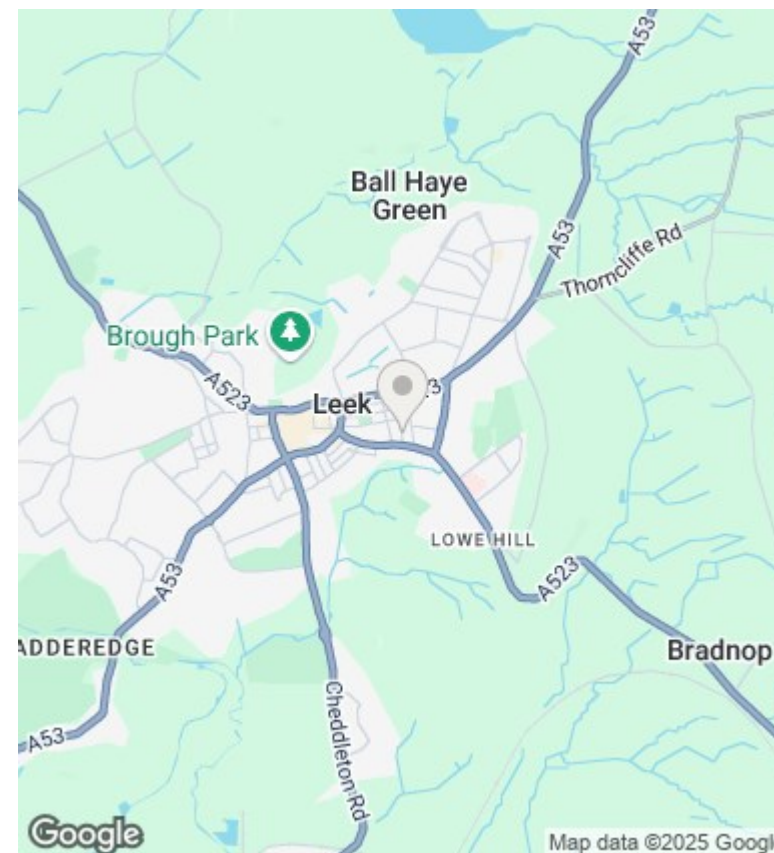 A53
Ball Haye
Green
A53
Thorncliffe Rd
Brough Park
A523
23
Leek
LOWE HILL
A523
A53
ADDEREDGE
Bradnop
Cheddleton Rd
A53
Google
Map data ©2025 Googl